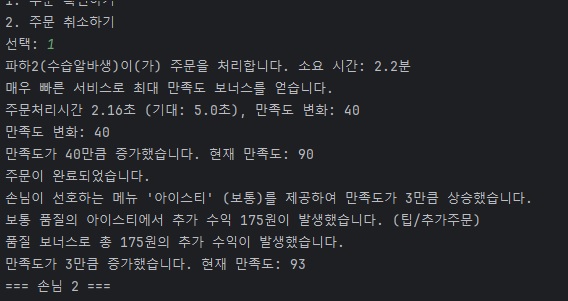 1. 주문 확인하기
2. 주문 취소하기
선택: 1
파하2(수습알바생)이(가) 주문을 처리합니다. 소요 시간: 2.2분
매우 빠른 서비스로 최대 만족도 보너스를 얻습니다.
주문처리시간 2.16초 (기대: 5.0초), 만족도 변화: 40
만족도 변화: 40
만족도가 40만큼 증가했습니다. 현재 만족도: 90
주문이 완료되었습니다.
손님이 선호하는 메뉴 '아이스티' (보통)를 제공하여 만족도가 3만큼 상승했습니다.
보통 품질의 아이스티에서 추가 수익 175원이 발생했습니다. (팁/추가주문)
품질 보너스로 총 175원의 추가 수익이 발생했습니다.
만족도가 3만큼 증가했습니다. 현재 만족도: 93
=== 손님 2 ===